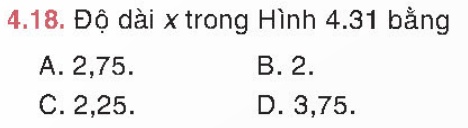 4.18. Độ dài x trong Hình 4.31 bằng
A. 2,75. B. 2.
C. 2,25. D. 3,75.